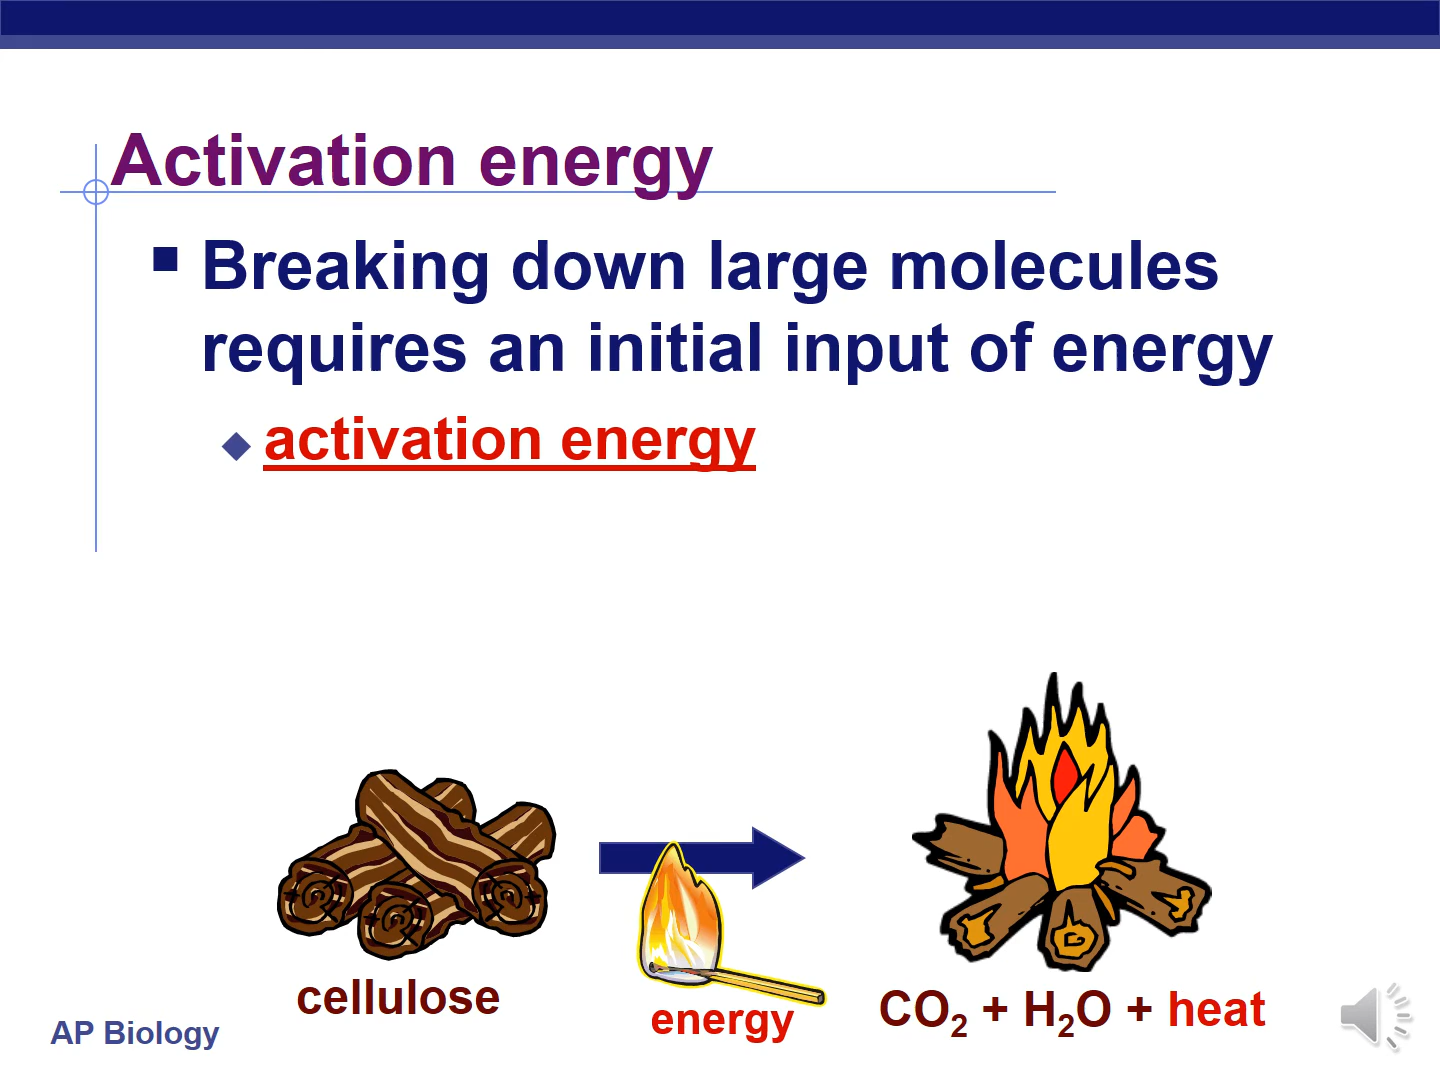 Activation energy
Breaking down large molecules
requires an initial input of energy
activation energy
cellulose
energy
CO₂ + H₂O + heat
AP Biology